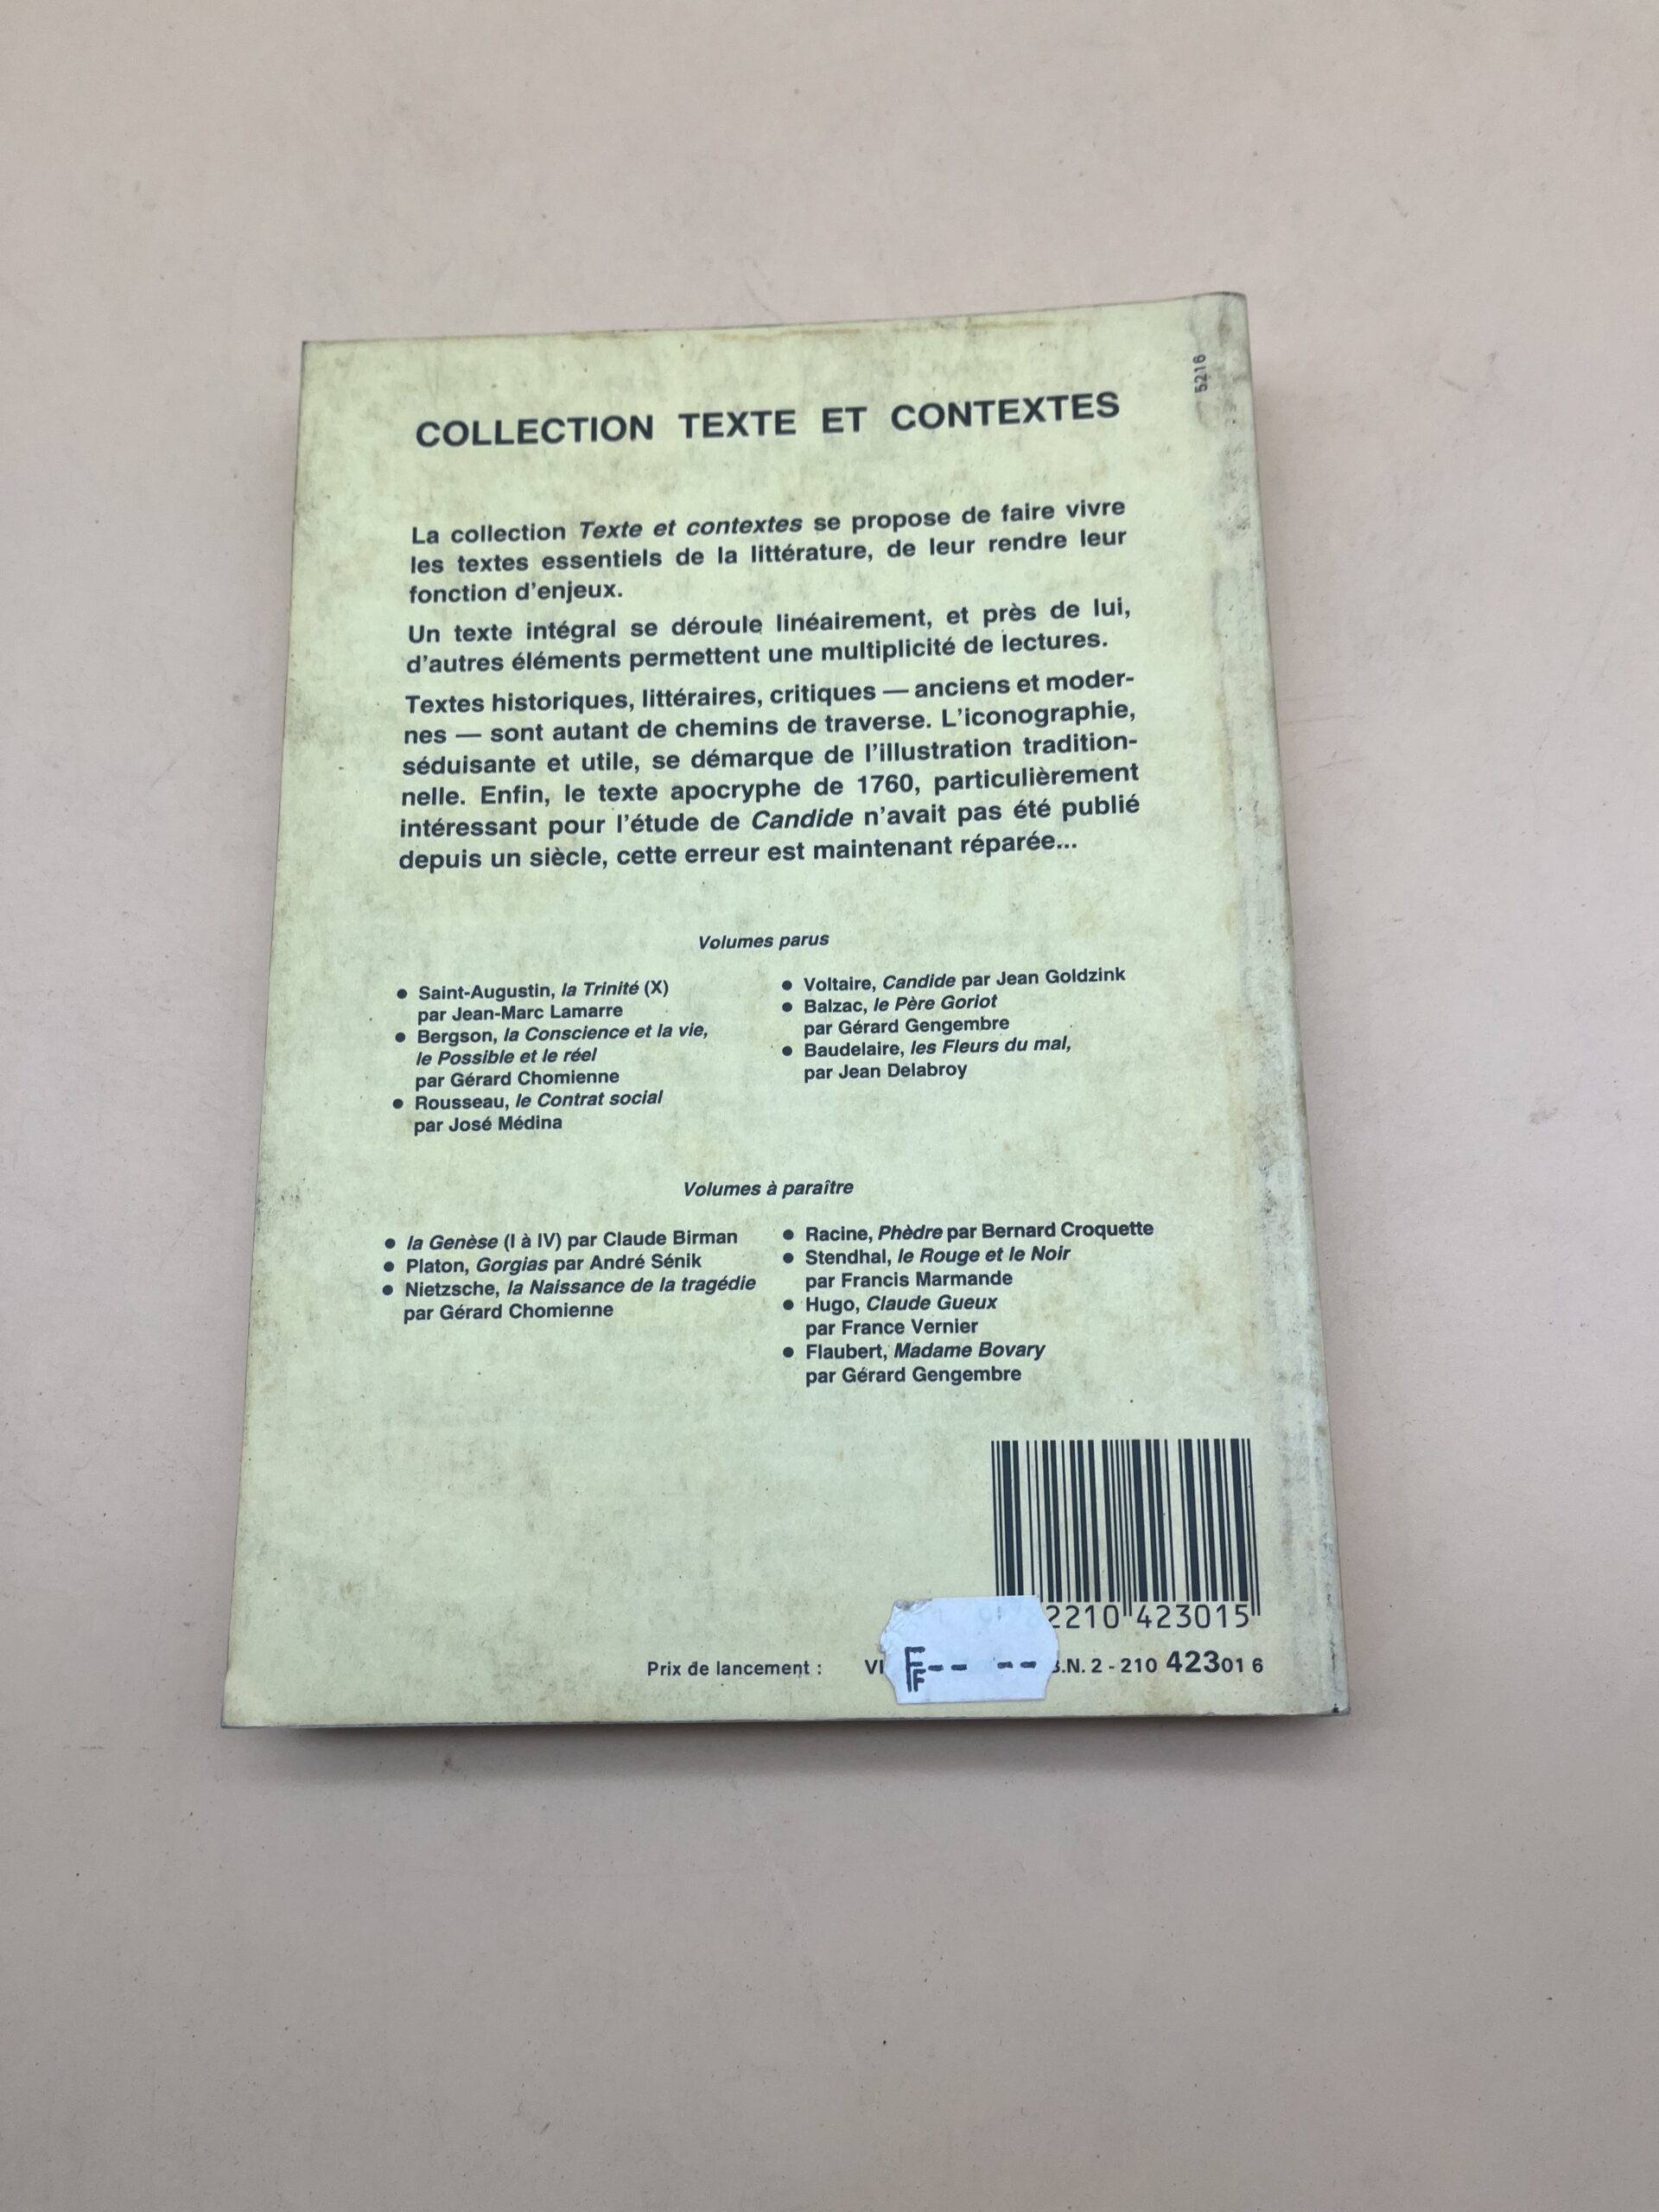 5216
COLLECTION TEXTE ET CONTEXTES
La collection Texte et contextes se propose de faire vivre
les textes essentiels de la littérature, de leur rendre leur
fonction d'enjeux.
Un texte intégral se déroule linéairement, et près de lui,
d'autres éléments permettent une multiplicité de lectures.
Textes historiques, littéraires, critiques — anciens et moder-
nes — sont autant de chemins de traverse. L'iconographie,
séduisante et utile, se démarque de l'illustration tradition-
nelle. Enfin, le texte apocryphe de 1760, particulièrement
intéressant pour l'étude de Candide n'avait pas été publié
depuis un siècle, cette erreur est maintenant réparée...
Volumes parus
● Saint-Augustin, la Trinité (X)
par Jean-Marc Lamarre
● Bergson, la Conscience et la vie,
le Possible et le réel
par Gérard Chomienne
● Rousseau, le Contrat social
par José Médina
● Voltaire, Candide par Jean Goldzink
● Balzac, le Père Goriot
par Gérard Gengembre
● Baudelaire, les Fleurs du mal,
par Jean Delabroy
Volumes à paraître
● la Genèse (I à IV) par Claude Birman
● Platon, Gorgias par André Sénik
● Nietzsche, la Naissance de la tragédie
par Gérard Chomienne
● Racine, Phèdre par Bernard Croquette
● Stendhal, le Rouge et le Noir
par Francis Marmande
● Hugo, Claude Gueux
par France Vernier
● Flaubert, Madame Bovary
par Gérard Gengembre
2210 423015
Prix de lancement : F-- -- .N. 2 - 210 42301 6